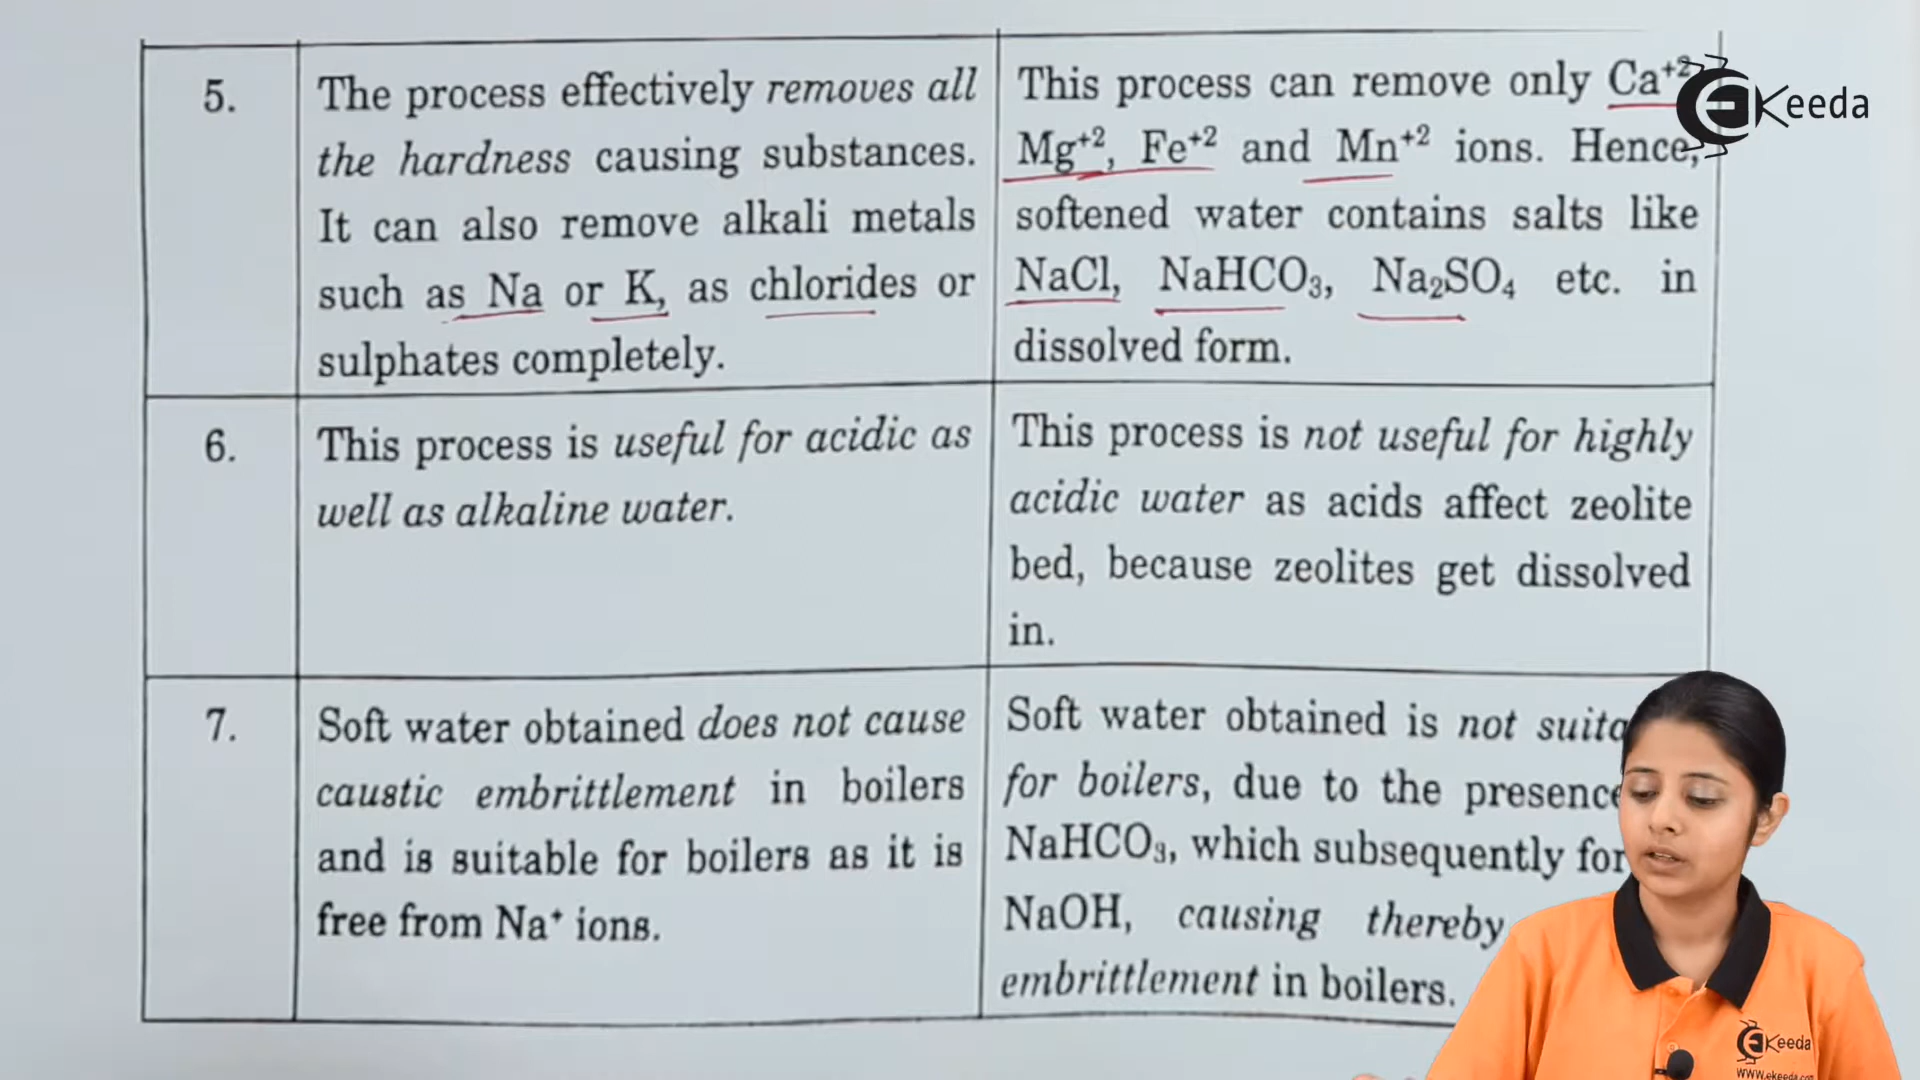 5.
The process effectively removes all
the hardness causing substances.
It can also remove alkali metals
such as Na or K, as chlorides or
sulphates completely.
This process can remove only Ca⁺²
Mg⁺², Fe⁺² and Mn⁺² ions. Hence,
softened water contains salts like
NaCl, NaHCO₃, Na₂SO₄ etc. in
dissolved form.
6.
This process is useful for acidic as
well as alkaline water.
This process is not useful for highly
acidic water as acids affect zeolite
bed, because zeolites get dissolved
in.
7.
Soft water obtained does not cause
caustic embrittlement in boilers
and is suitable for boilers as it is
free from Na⁺ ions.
Soft water obtained is not
for boilers, due to the presence
NaHCO₃, which subsequently
NaOH, causing thereby
embrittlement in boilers.
eKeeda
eKeeda